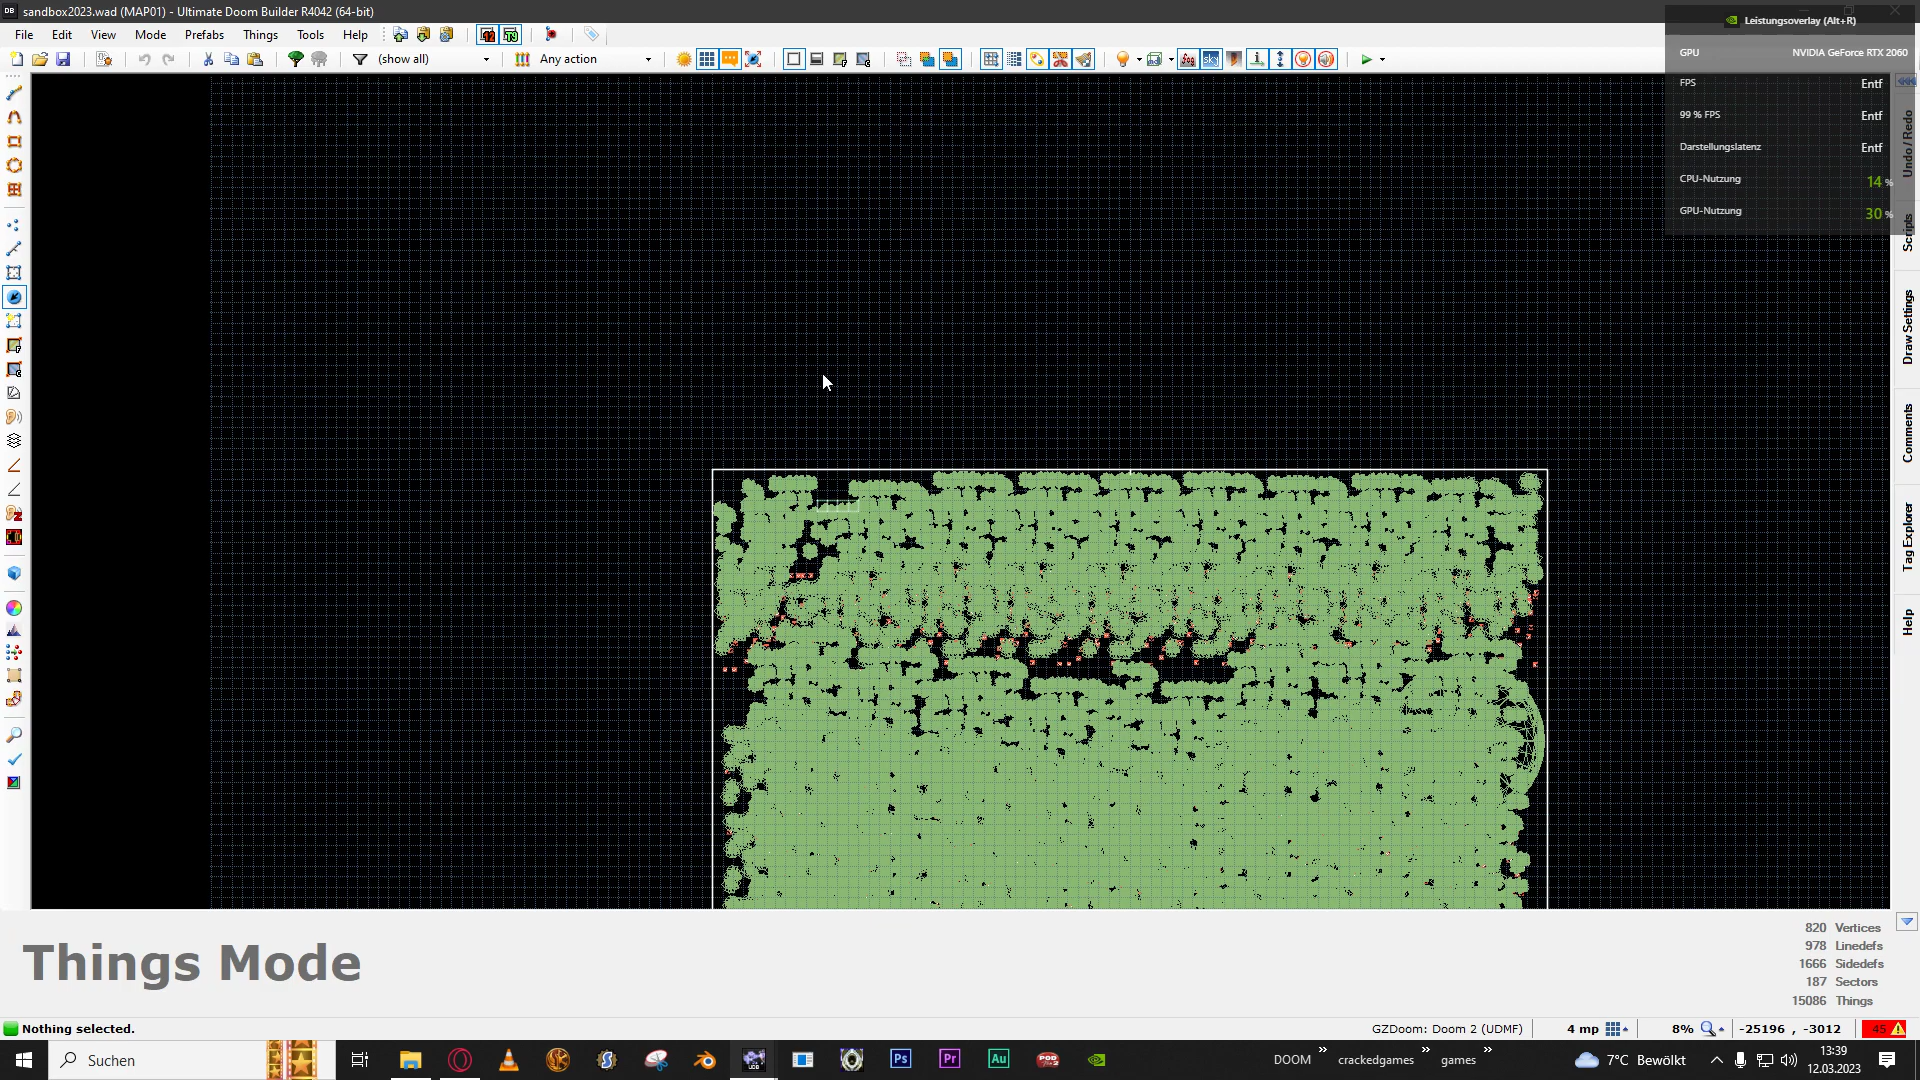 sandbox2023.wad (MAP01) - Ultimate Doom Builder R4042 (64-bit)
File Edit View Mode Prefabs Things Tools Help
(show all)
Any action
Leistungsoverlay (Alt+R)
GPU NVIDIA GeForce RTX 2060
FPS Entf
99 % FPS Entf
Darstellungslatenz Entf
CPU-Nutzung 14 %
GPU-Nutzung 30 %
Undo / Redo
Scripts
Draw Settings
Comments
Tag Explorer
Help
Things Mode
820 Vertices
978 Linedefs
1666 Sidedefs
187 Sectors
15086 Things
Nothing selected.
GZDoom: Doom 2 (UDMF)
4 mp
8%
-25196 , -3012
45
Suchen
DOOM
crackedgames
games
7°C Bewölkt
13:39
12.03.2023